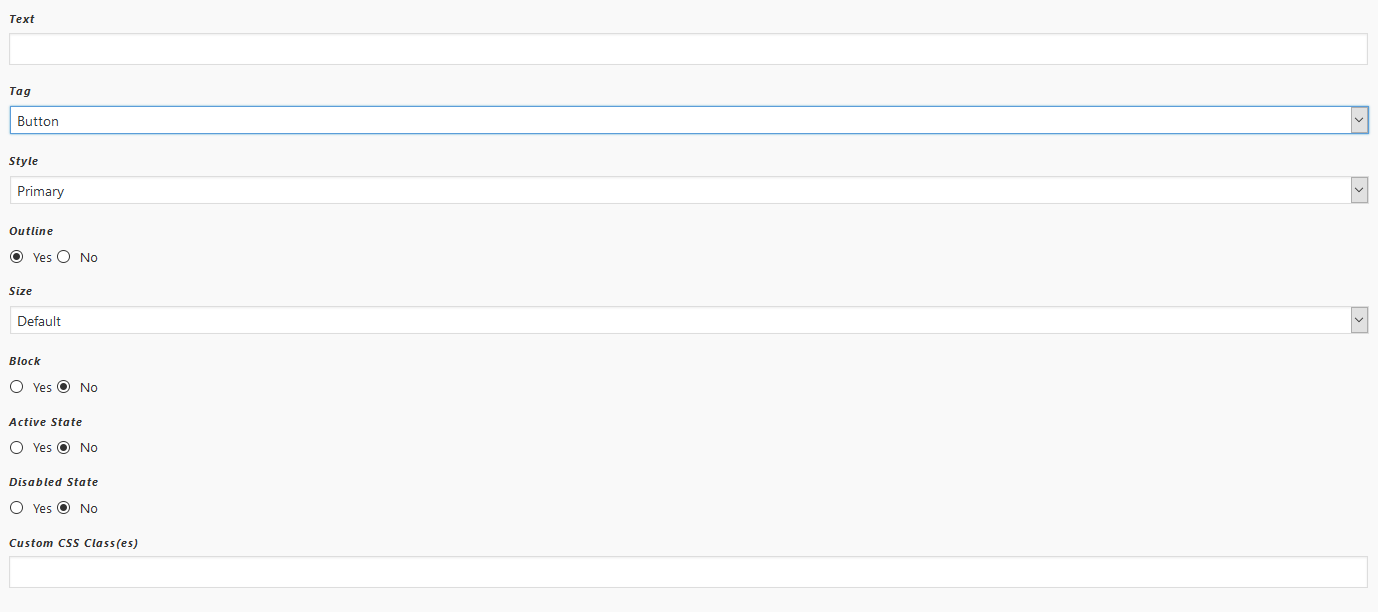 Text
Tag
Button
Style
Primary
Outline
Yes No
Size
Default
Block
Yes No
Active State
Yes No
Disabled State
Yes No
Custom CSS Class(es)